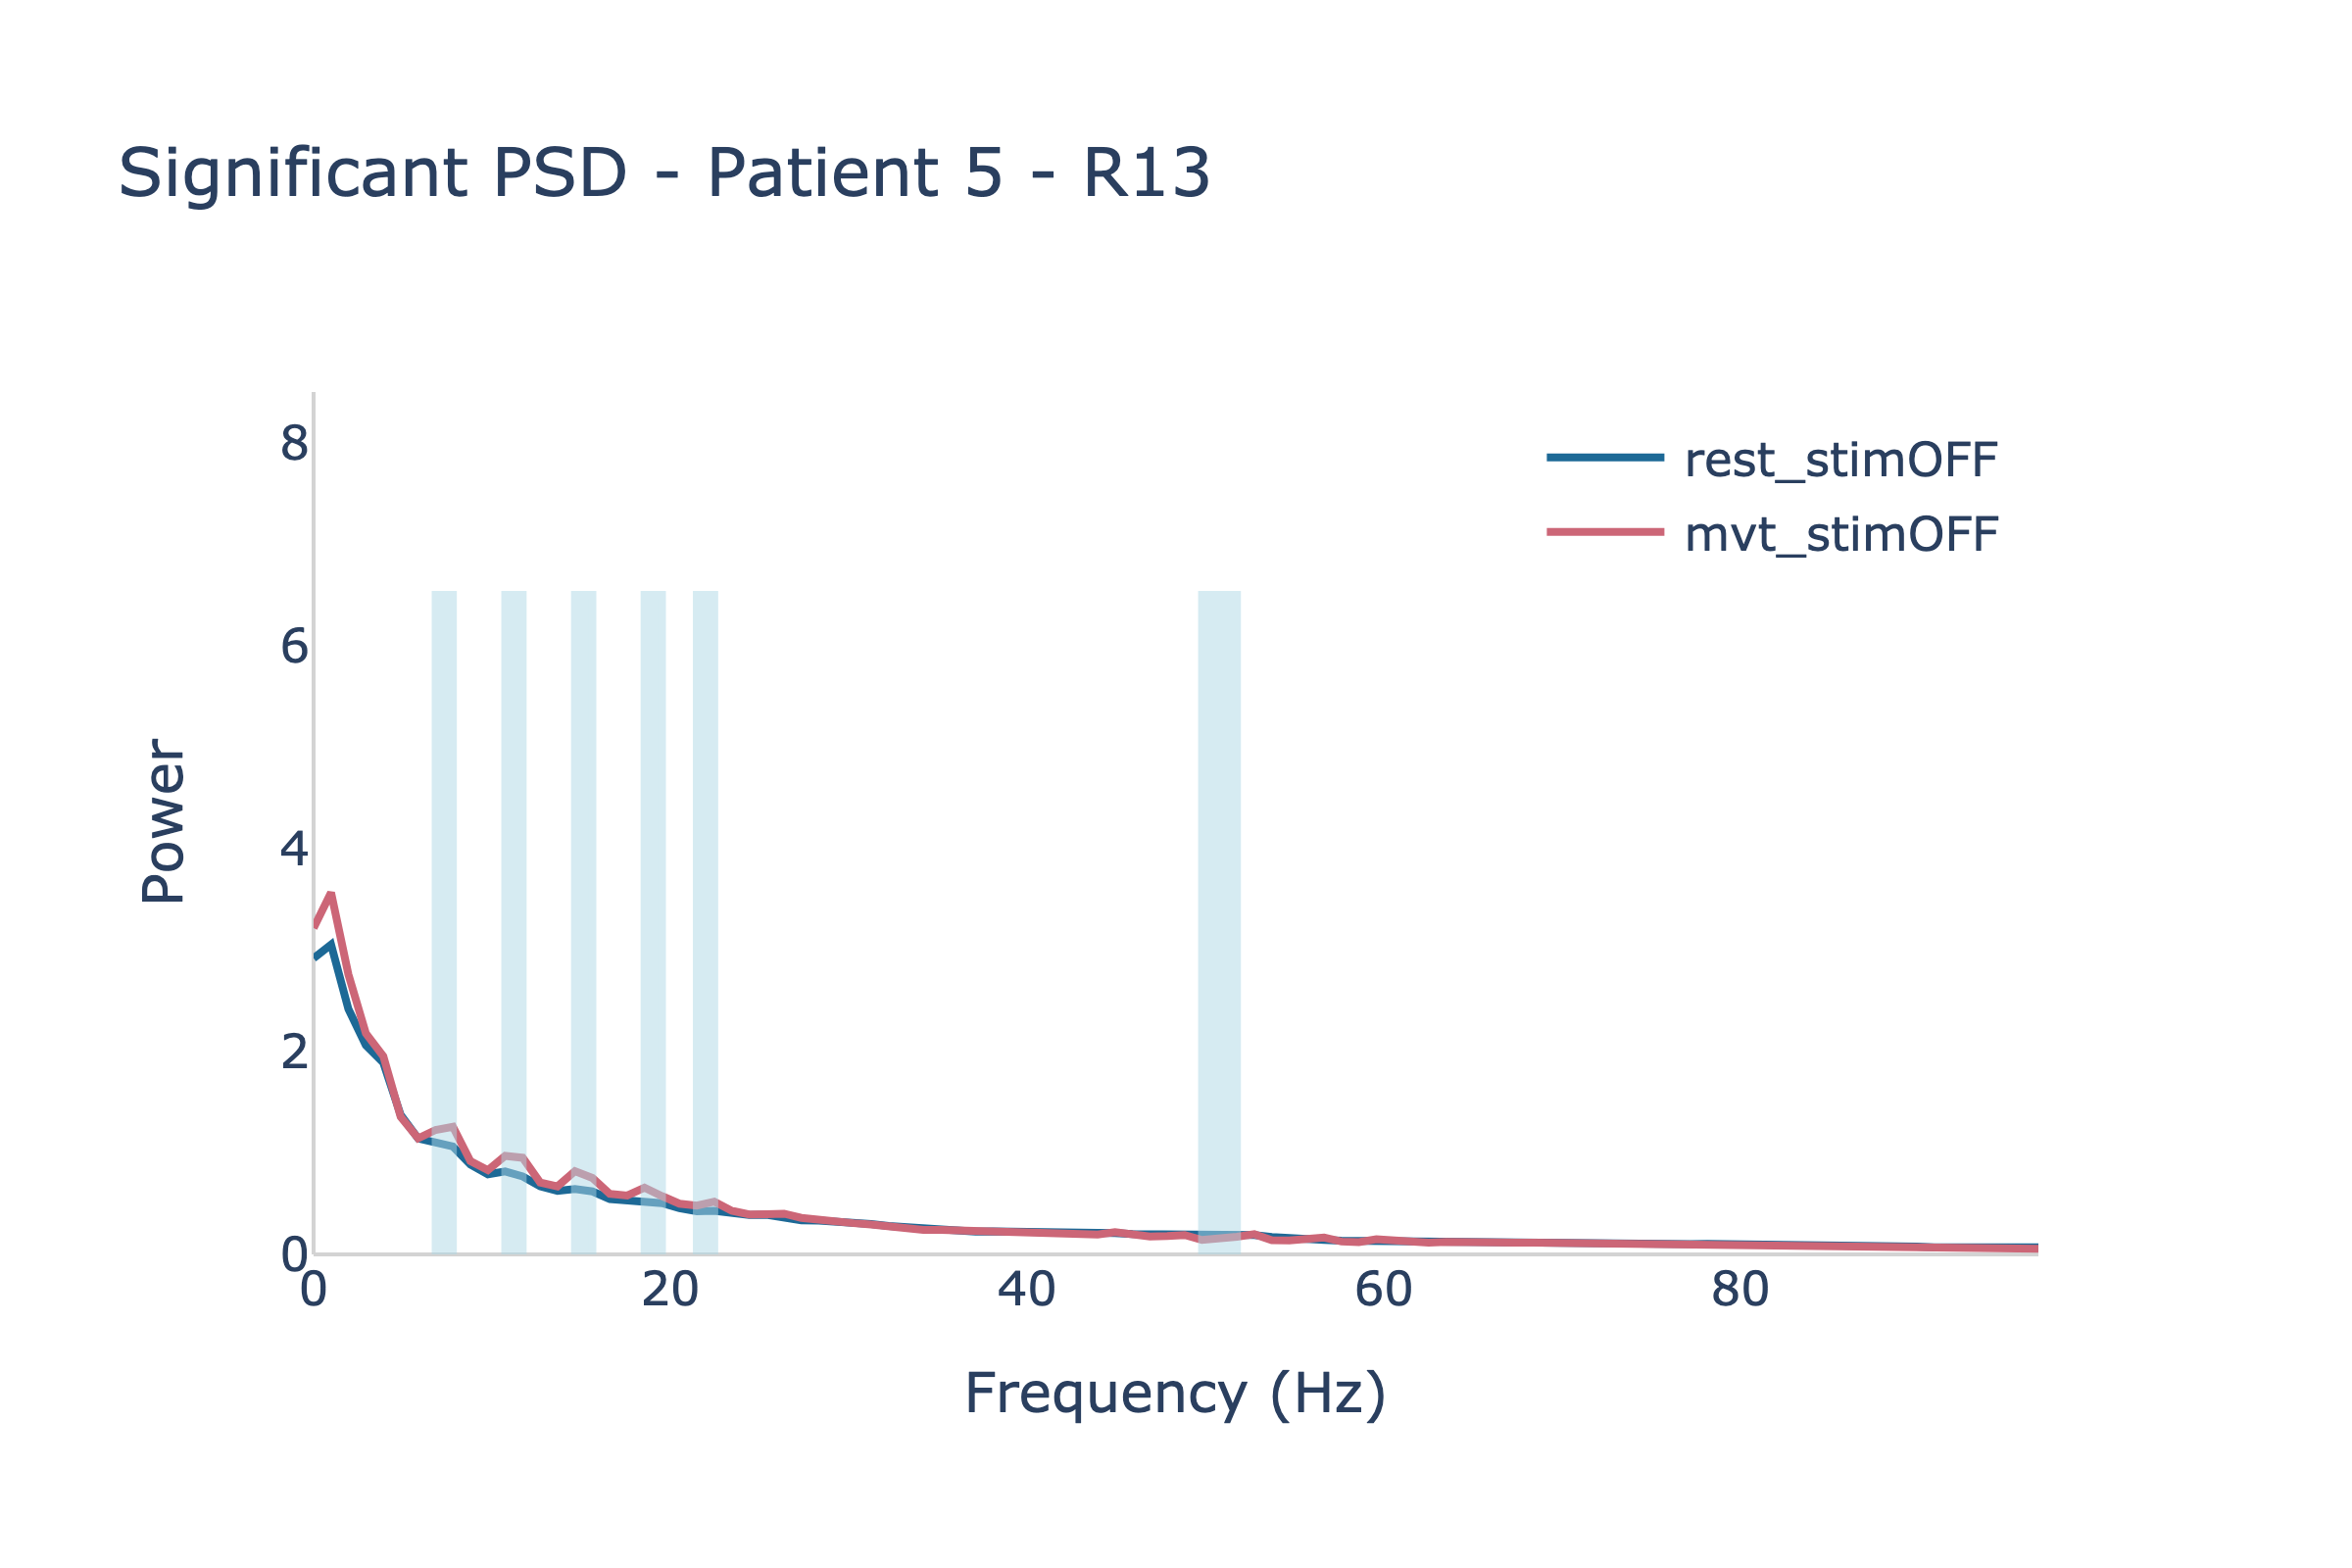 Significant PSD - Patient 5 - R13
rest_stimOFF
mvt_stimOFF
Power
8
6
4
2
0
0 20 40 60 80
Frequency (Hz)